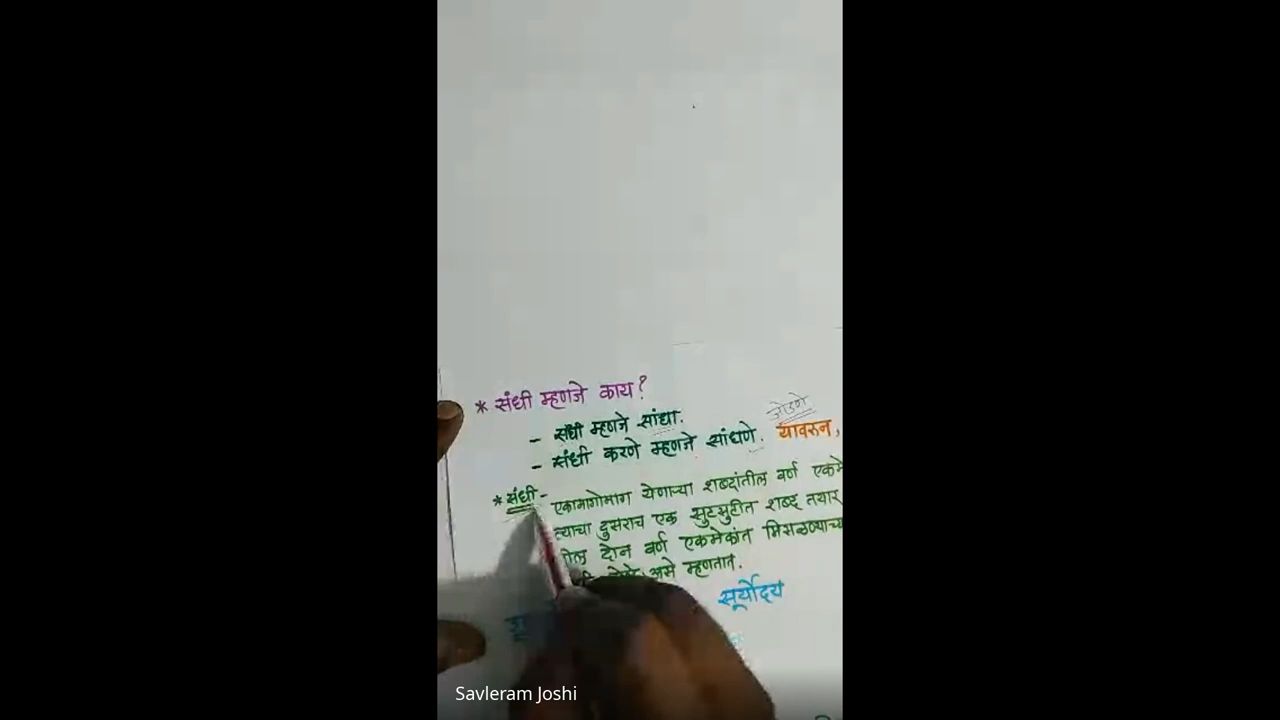 * संधी म्हणजे काय?
- संधी म्हणजे सांधा.
जोडणे
- संधी करणे म्हणजे सांधणे. यावरुन,
* संधी - एकामागोमाग येणाऱ्या शब्दांतील वर्ण एकमे
त्याचा दुसराच एक सुटसुटीत शब्द तयार
दोन वर्ण एकमेकांत मिसळण्याच्या
असे म्हणतात.
सूर्योदय
Savleram Joshi